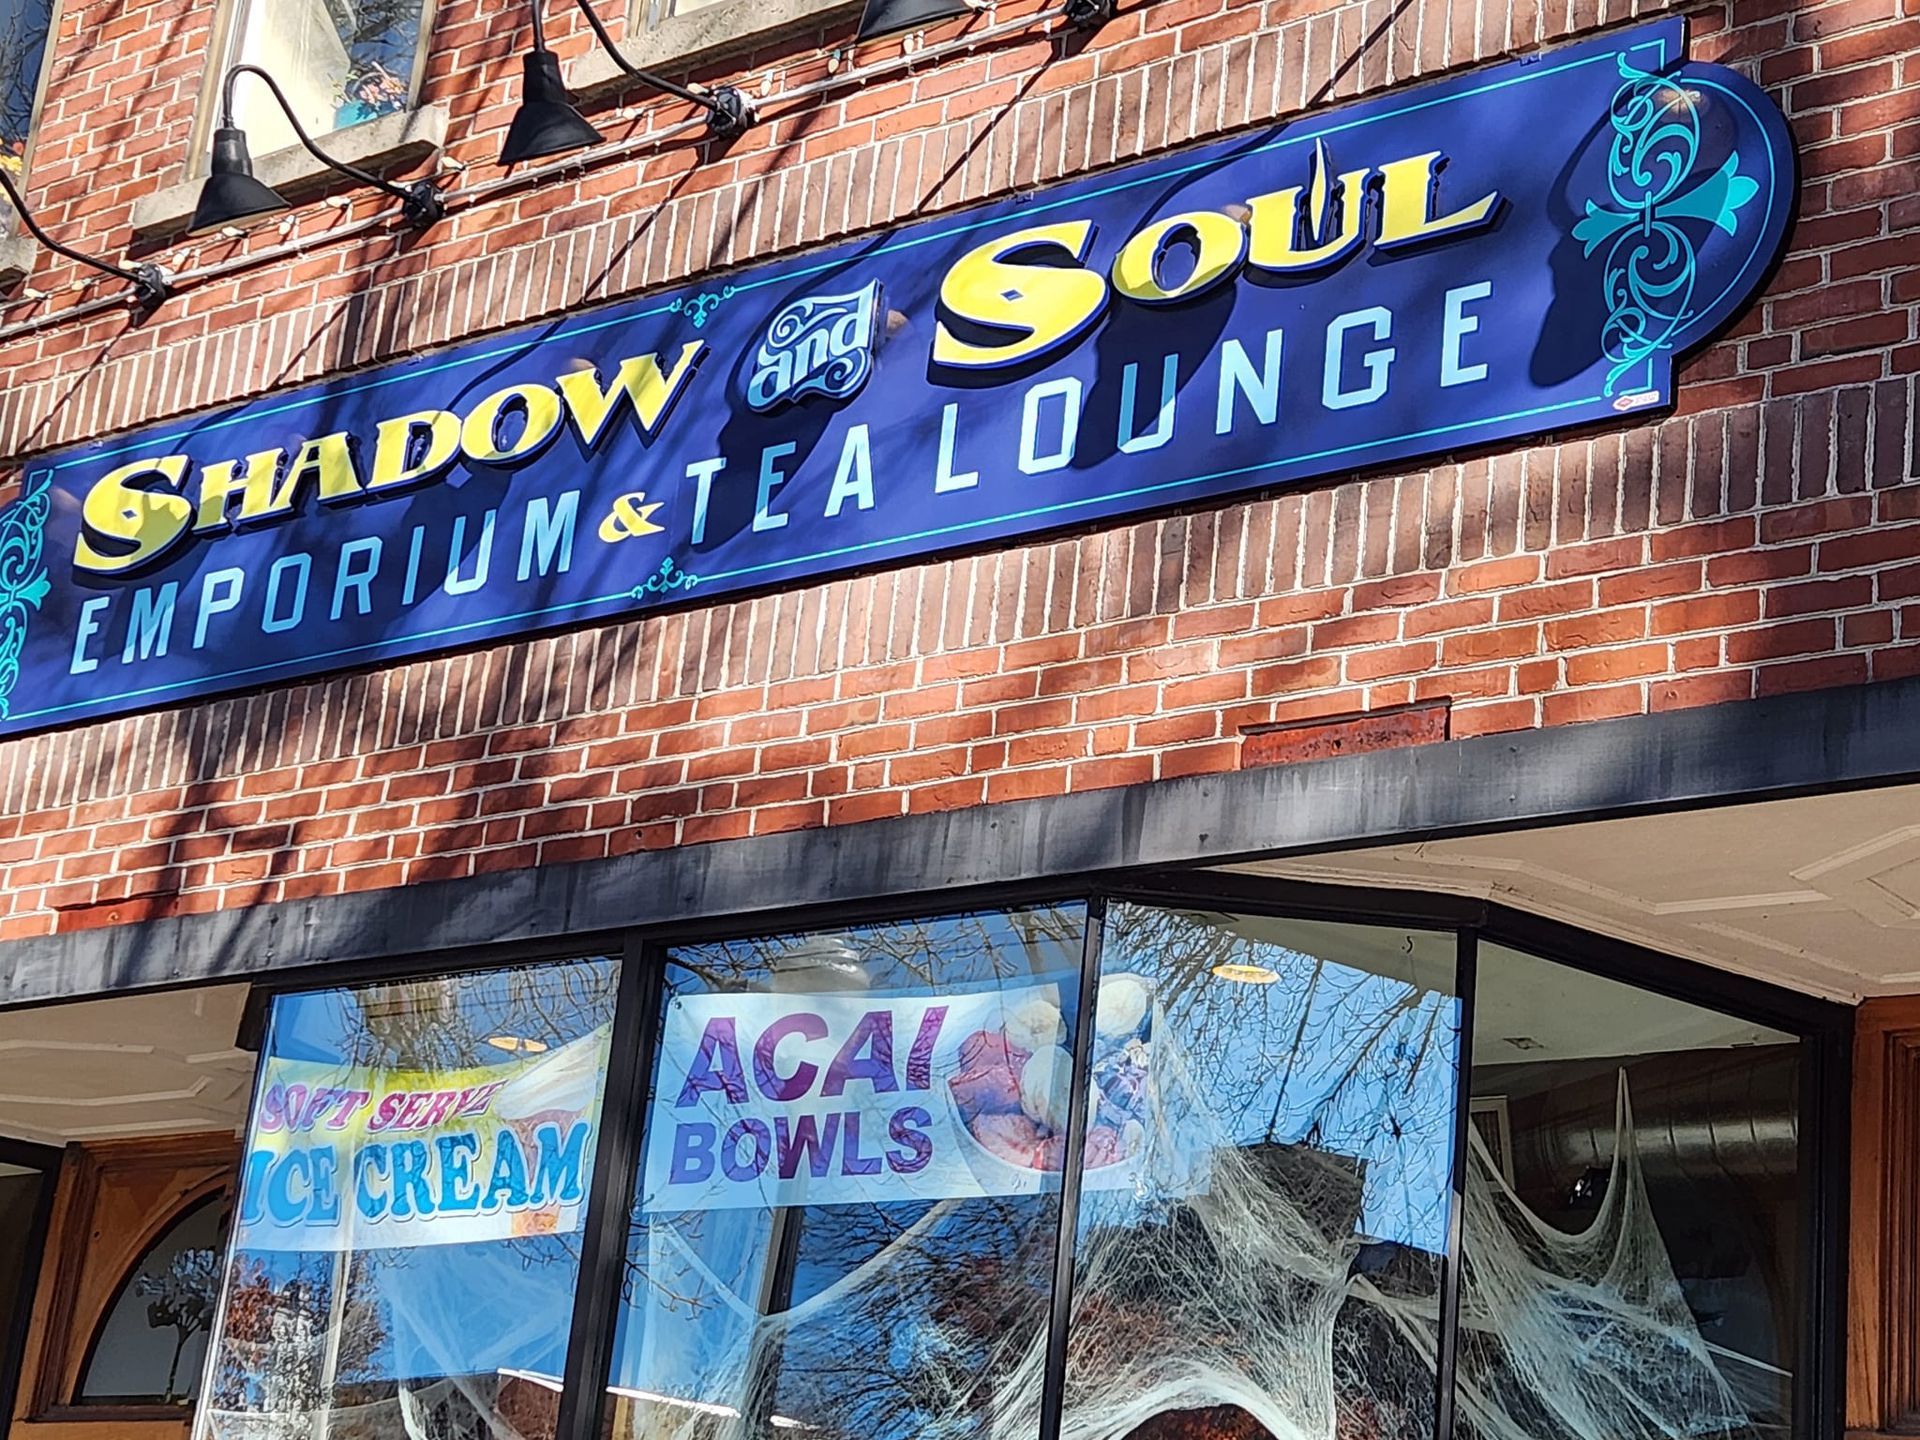 SHADOW and SOUL
EMPORIUM & TEA LOUNGE
SOFT SERVE
ICE CREAM
ACAI
BOWLS